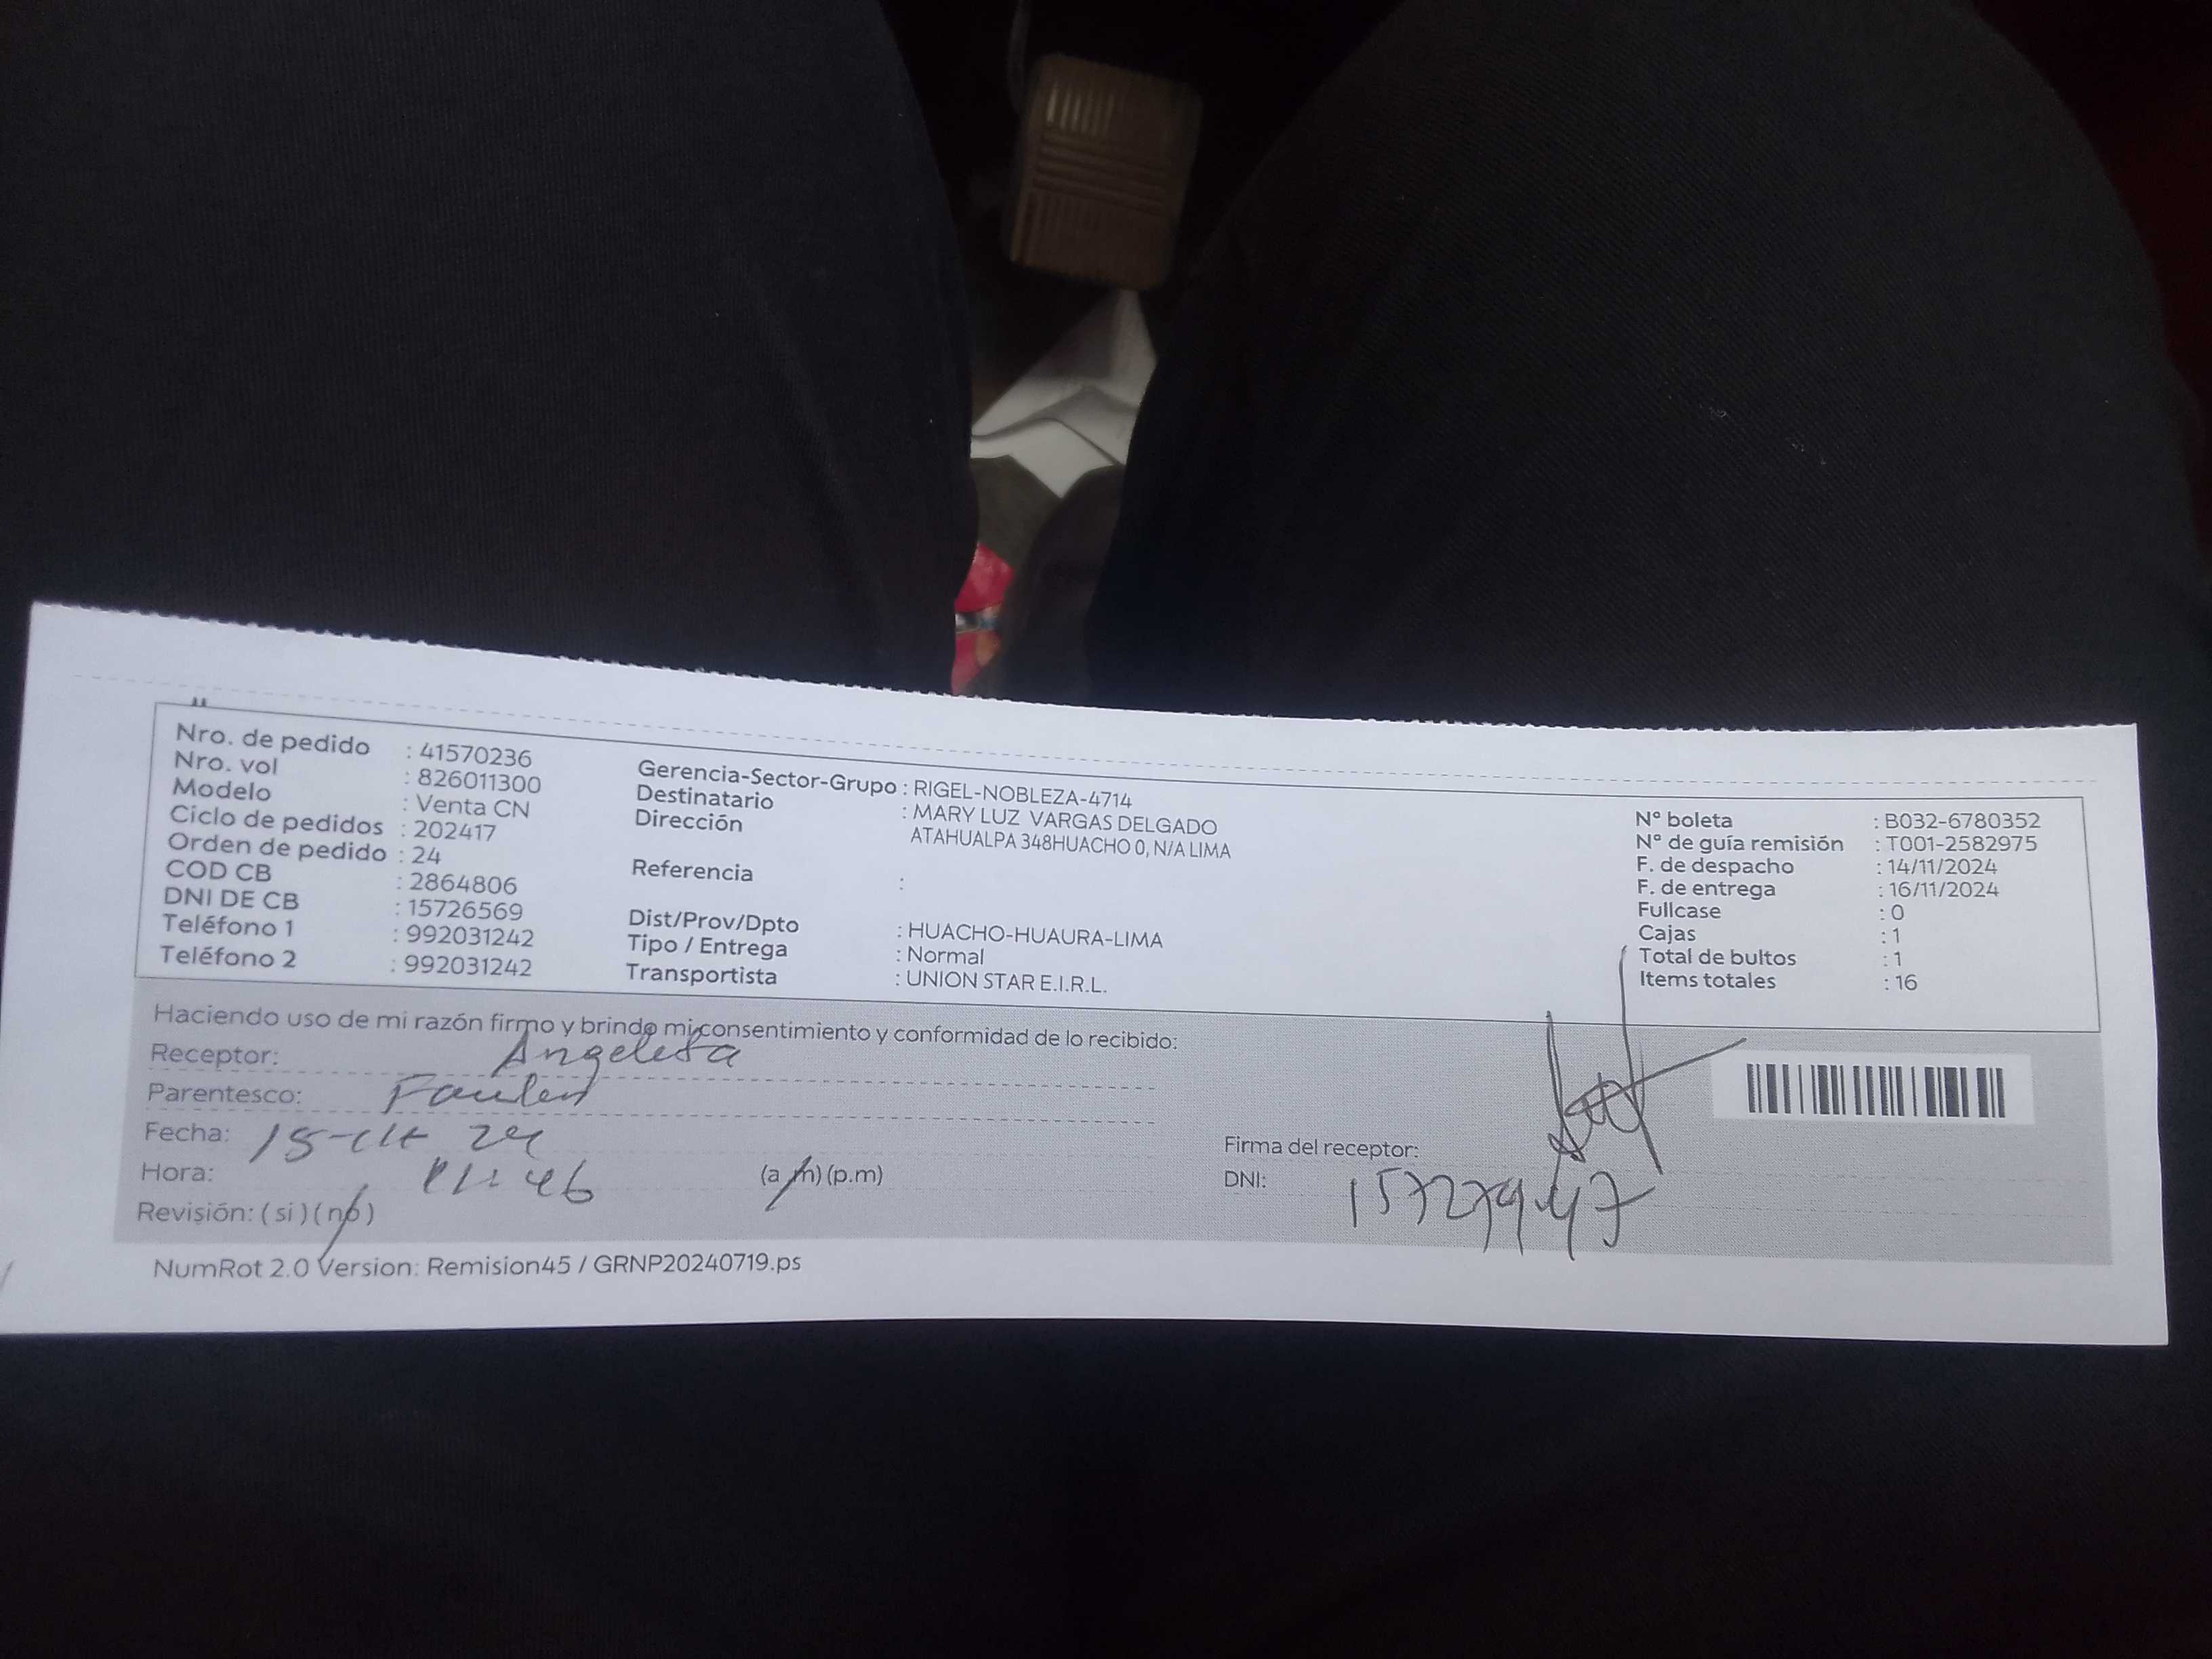 Nro. de pedido : 41570236
Nro. vol : 826011300
Modelo : Venta CN
Ciclo de pedidos : 202417
Orden de pedido : 24
COD CB : 2864806
DNI DE CB : 15726569
Teléfono 1 : 992031242
Teléfono 2 : 992031242
Gerencia-Sector-Grupo : RIGEL-NOBLEZA-4714
Destinatario : MARY LUZ VARGAS DELGADO
Dirección ATAHUALPA 348HUACHO 0, N/A LIMA
Referencia :
Dist/Prov/Dpto : HUACHO-HUAURA-LIMA
Tipo / Entrega : Normal
Transportista : UNION STAR E.I.R.L.
N° boleta : B032-6780352
N° de guía remisión : T001-2582975
F. de despacho : 14/11/2024
F. de entrega : 16/11/2024
Fullcase : 0
Cajas : 1
Total de bultos : 1
Items totales : 16
Haciendo uso de mi razón firmo y brindo mi consentimiento y conformidad de lo recibido:
Receptor: Angelita
Parentesco:
Fecha: 15-11 24
Hora: 11:46 (a.m) (p.m)
Revisión: ( si ) ( no )
Firma del receptor:
DNI:
NumRot 2.0 Version: Remision45 / GRNP20240719.ps